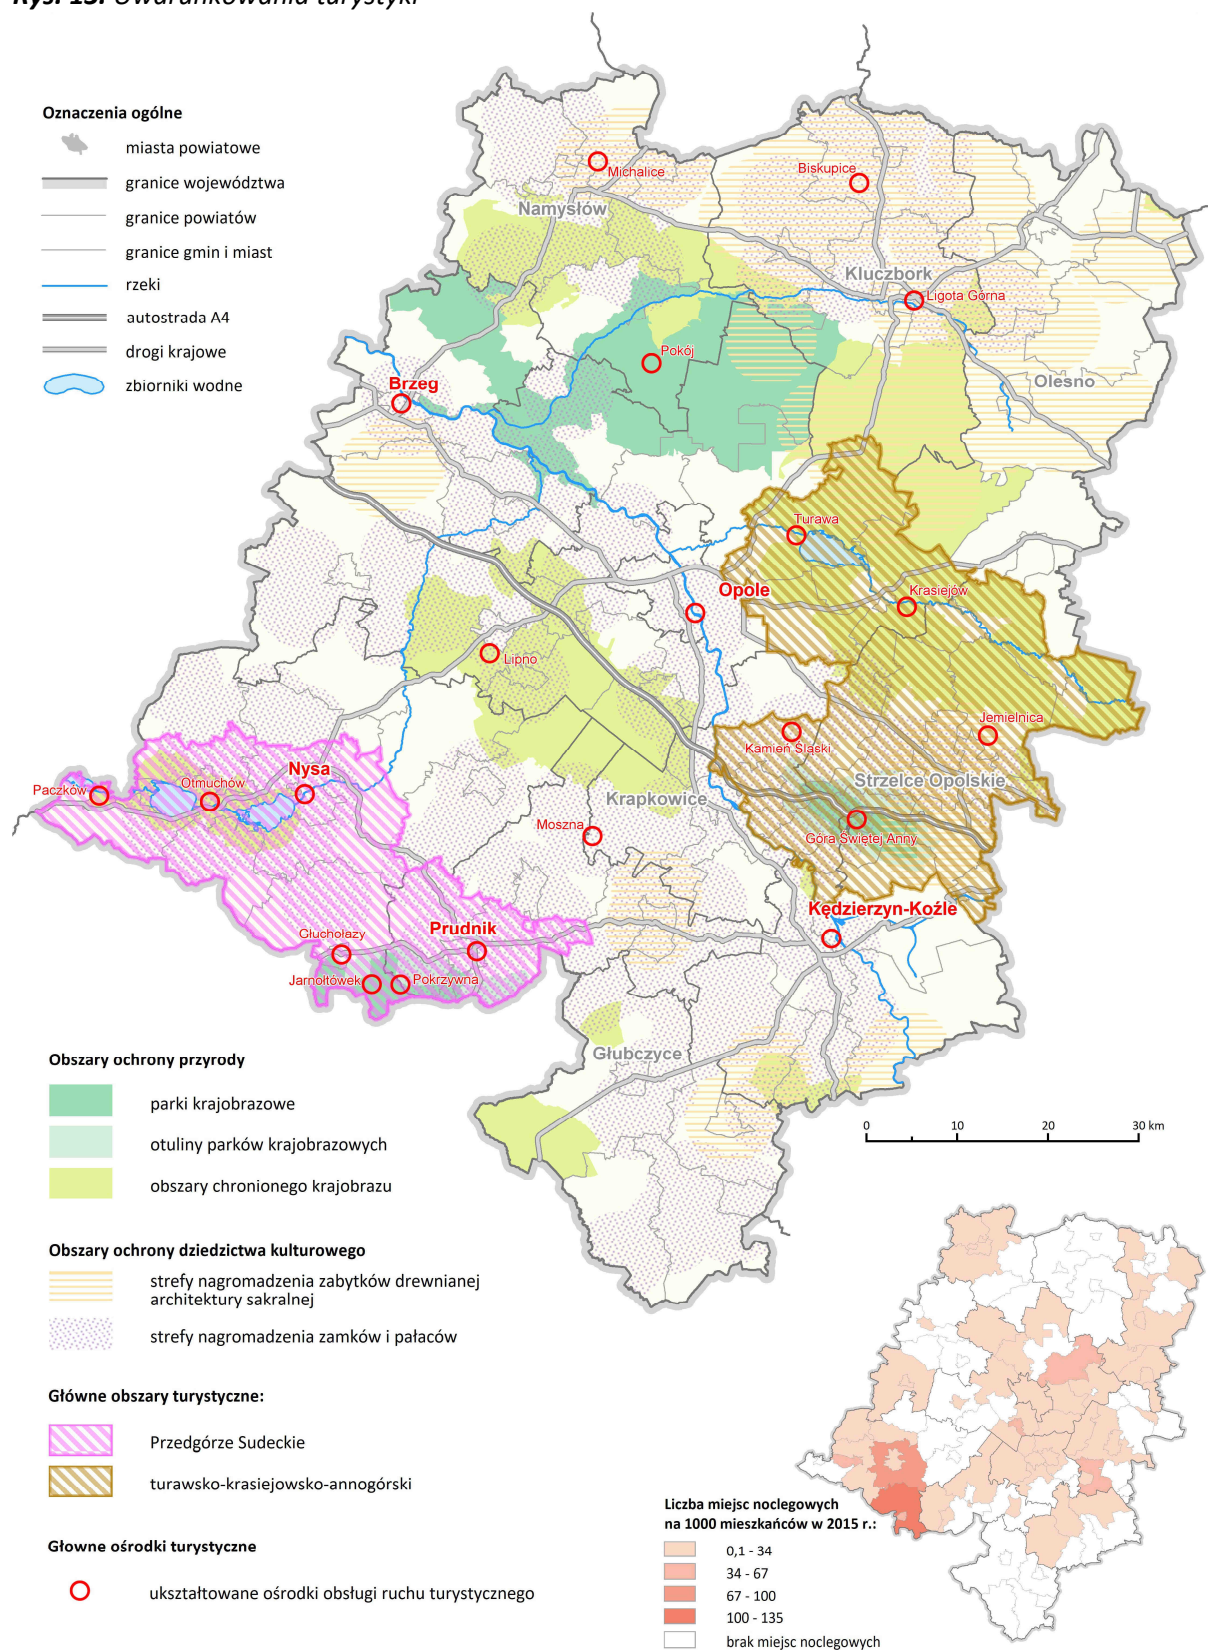 Rys. 15. Uwarunkowania turystyki
Oznaczenia ogólne
miasta powiatowe
granice województwa
granice powiatów
granice gmin i miast
rzeki
autostrada A4
drogi krajowe
zbiorniki wodne
Michalice
Biskupice
Namysłów
Kluczbork
Ligota Górna
Pokój
Olesno
Brzeg
Turawa
Opole
Krasiejów
Lipno
Jemielnica
Kamień Śląski
Nysa
Strzelce Opolskie
Otmuchów
Paczków
Krapkowice
Moszna
Góra Świętej Anny
Kędzierzyn-Koźle
Prudnik
Głuchołazy
Jarnołtówek
Pokrzywna
Głubczyce
Obszary ochrony przyrody
parki krajobrazowe
otuliny parków krajobrazowych
obszary chronionego krajobrazu
0 10 20 30 km
Obszary ochrony dziedzictwa kulturowego
strefy nagromadzenia zabytków drewnianej
architektury sakralnej
strefy nagromadzenia zamków i pałaców
Główne obszary turystyczne:
Przedgórze Sudeckie
turawsko-krasiejowsko-annogórski
Głowne ośrodki turystyczne
ukształtowane ośrodki obsługi ruchu turystycznego
Liczba miejsc noclegowych
na 1000 mieszkańców w 2015 r.:
0,1 - 34
34 - 67
67 - 100
100 - 135
brak miejsc noclegowych